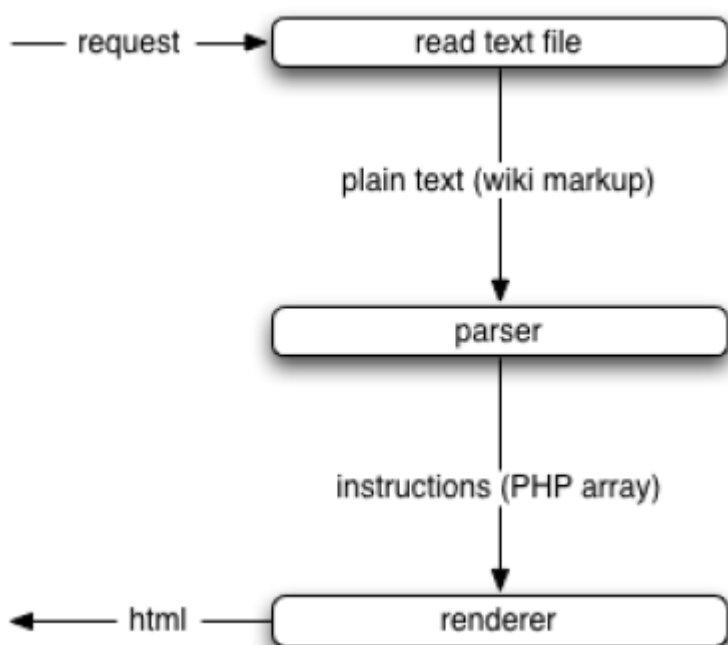 request
read text file
plain text (wiki markup)
parser
instructions (PHP array)
html
renderer